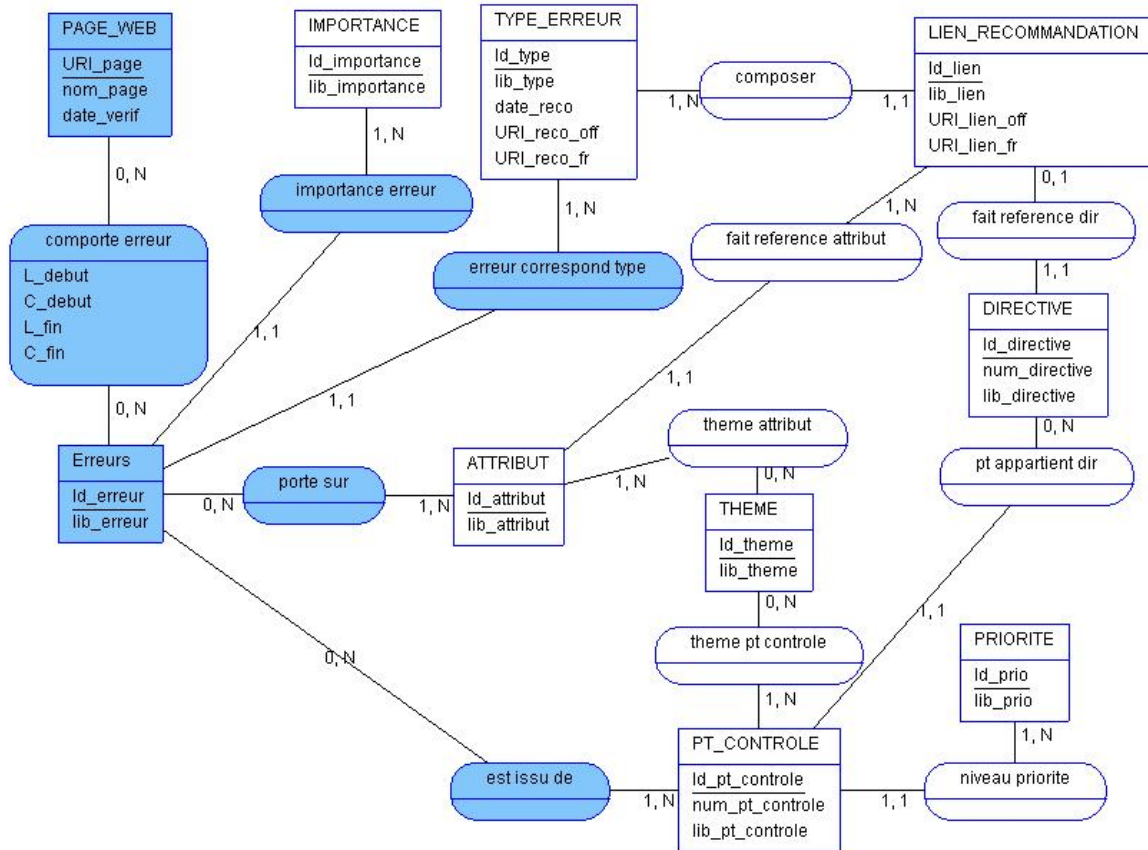 PAGE_WEB
URI_page
nom_page
date_verif
IMPORTANCE
Id_importance
lib_importance
TYPE_ERREUR
Id_type
lib_type
date_reco
URI_reco_off
URI_reco_fr
composer
LIEN_RECOMMANDATION
Id_lien
lib_lien
URI_lien_off
URI_lien_fr
1, N
1, 1
0, N
1, N
1, N
1, N
0, 1
importance erreur
fait reference attribut
fait reference dir
comporte erreur
L_debut
C_debut
L_fin
C_fin
erreur correspond type
1, 1
DIRECTIVE
Id_directive
num_directive
lib_directive
1, 1
1, 1
1, 1
0, N
0, N
theme attribut
Erreurs
Id_erreur
lib_erreur
0, N
porte sur
1, N
ATTRIBUT
Id_attribut
lib_attribut
1, N
0, N
pt appartient dir
THEME
Id_theme
lib_theme
0, N
1, 1
theme pt controle
PRIORITE
Id_prio
lib_prio
0, N
1, N
1, N
PT_CONTROLE
Id_pt_controle
num_pt_controle
lib_pt_controle
est issu de
1, N
1, 1
niveau priorite